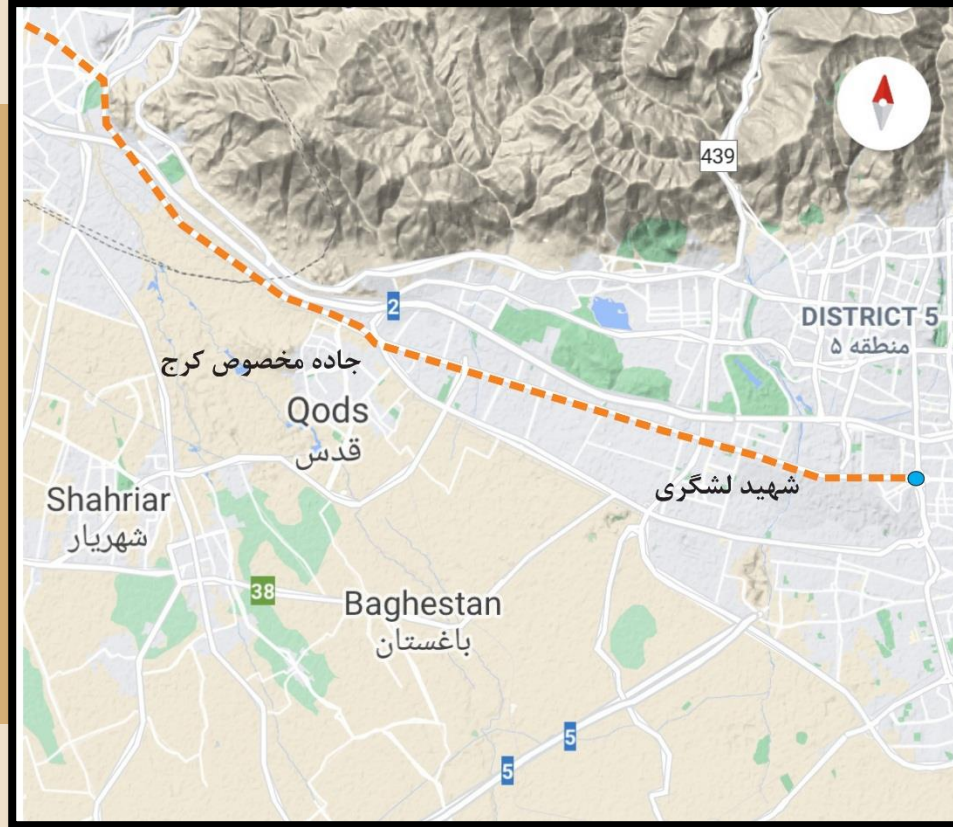 439
2
DISTRICT 5
منطقه ۵
جاده مخصوص کرج
Qods
قدس
شهید لشگری
Shahriar
شهریار
38
Baghestan
باغستان
5
5